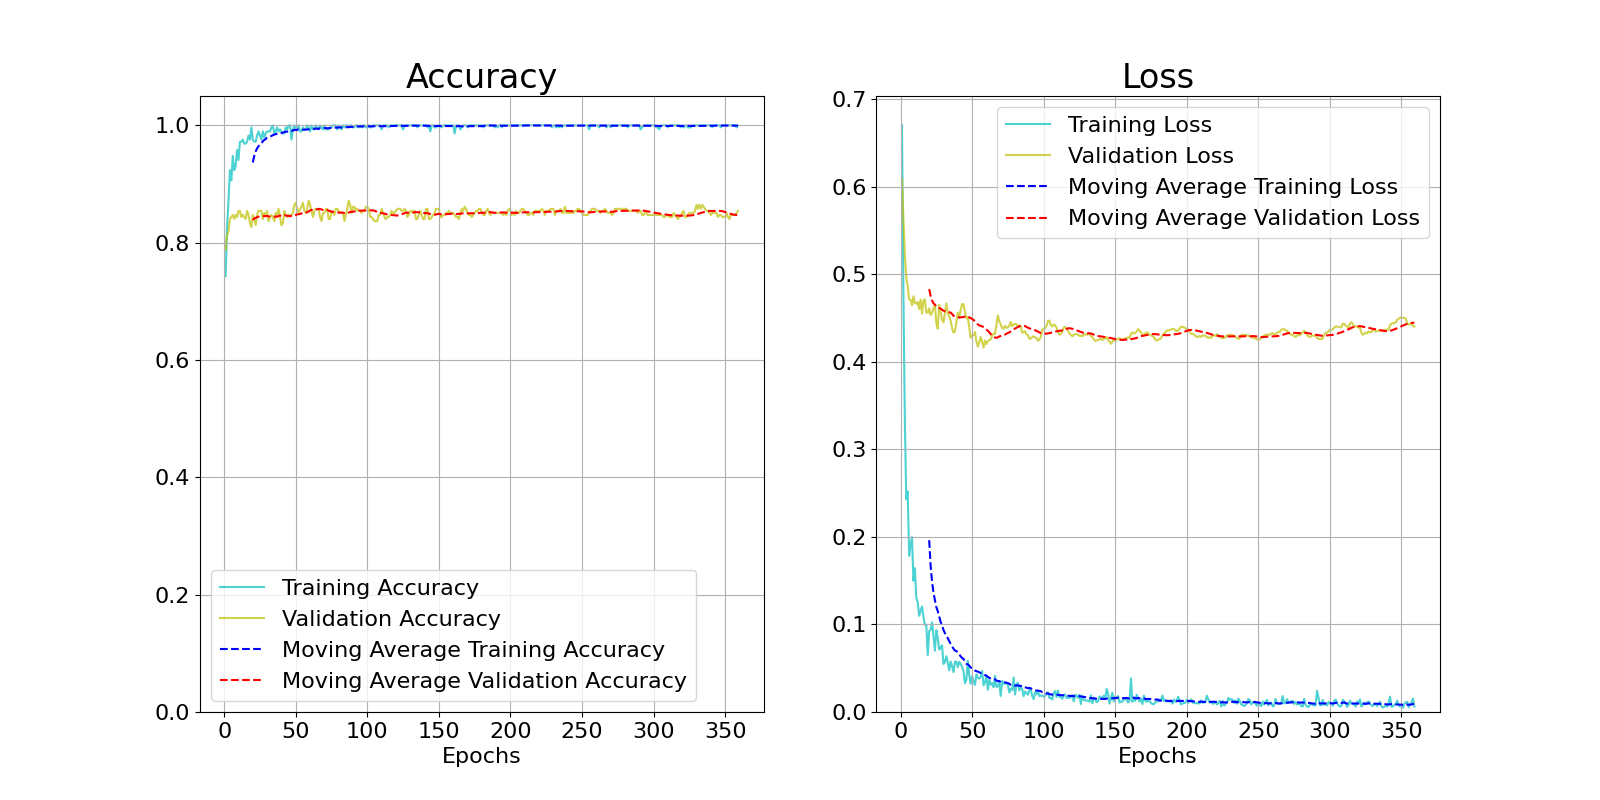 Accuracy
1.0
0.8
0.6
0.4
0.2
0.0
Training Accuracy
Validation Accuracy
Moving Average Training Accuracy
Moving Average Validation Accuracy
0 50 100 150 200 250 300 350
Epochs
Loss
0.7
0.6
0.5
0.4
0.3
0.2
0.1
0.0
Training Loss
Validation Loss
Moving Average Training Loss
Moving Average Validation Loss
0 50 100 150 200 250 300 350
Epochs